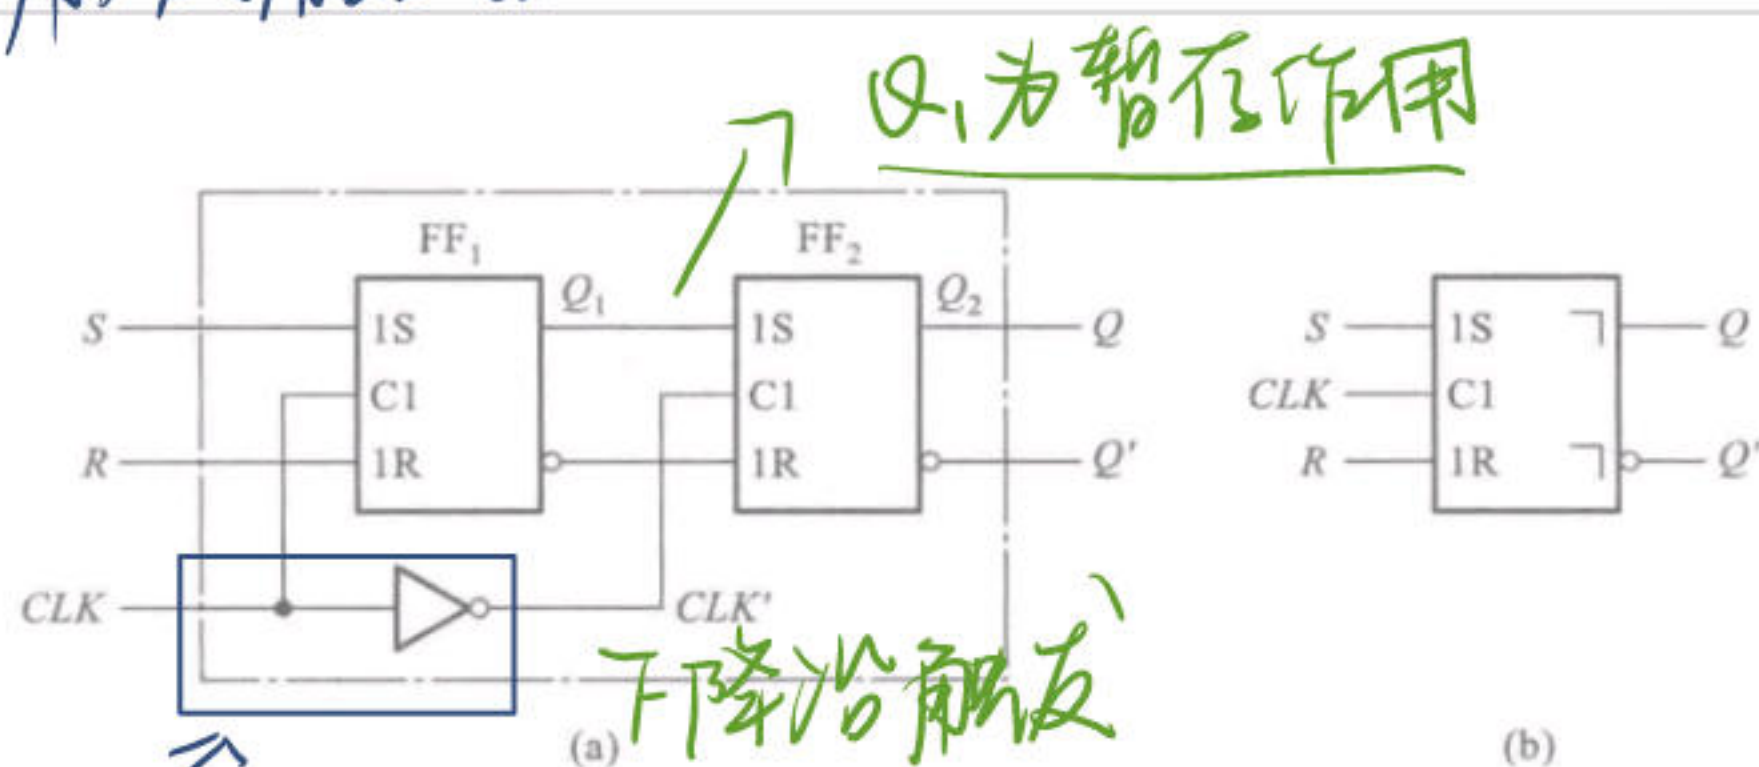 Q₁为暂存作用
FF₁ FF₂
Q₁ Q₂
S 1S 1S Q S 1S Q
C1 C1 CLK C1
R 1R 1R Q' R 1R Q'
CLK CLK'
下降沿触发
(a) (b)